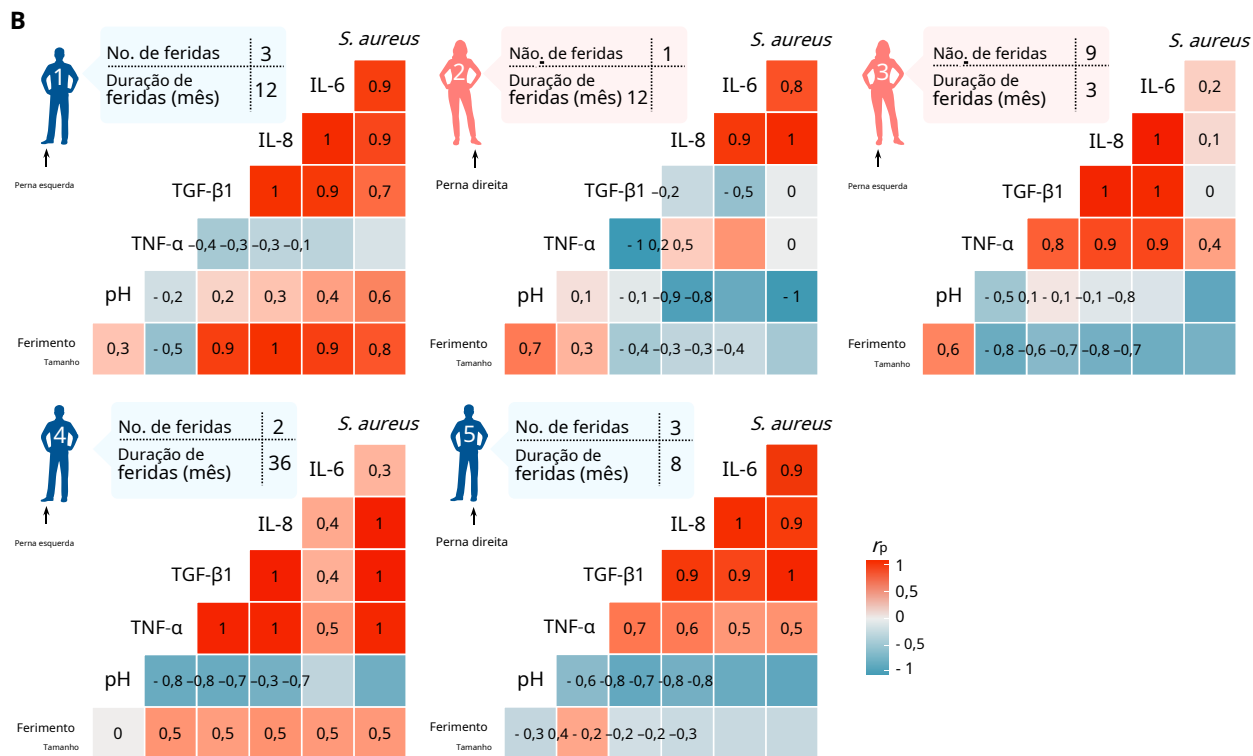 B
1
No. de feridas 3
Duração de
feridas (mês) 12
S. aureus
IL-6 0.9
IL-8 1 0.9
TGF-β1 1 0.9 0,7
TNF-α –0,4 –0,3 –0,3 –0,1
pH - 0,2 0,2 0,3 0,4 0,6
Ferimento
Tamanho 0,3 - 0,5 0.9 1 0.9 0,8
Perna esquerda
2
Não. de feridas 1
Duração de
feridas (mês) 12
S. aureus
IL-6 0,8
IL-8 0.9 1
TGF-β1 –0,2 - 0,5 0
TNF-α - 1 0,2 0,5 0
pH 0,1 - 0,1 –0,9 –0,8 - 1
Ferimento
Tamanho 0,7 0,3 - 0,4 –0,3 –0,3 –0,4
Perna direita
3
Não. de feridas 9
Duração de
feridas (mês) 3
S. aureus
IL-6 0,2
IL-8 1 0,1
TGF-β1 1 1 0
TNF-α 0,8 0.9 0.9 0,4
pH - 0,5 0,1 - 0,1 –0,1 –0,8
Ferimento
Tamanho 0,6 - 0,8 –0,6 –0,7 –0,8 –0,7
Perna esquerda
4
No. de feridas 2
Duração de
feridas (mês) 36
S. aureus
IL-6 0,3
IL-8 0,4 1
TGF-β1 1 0,4 1
TNF-α 1 1 0,5 1
pH - 0,8 –0,8 –0,7 –0,3 –0,7
Ferimento
Tamanho 0 0,5 0,5 0,5 0,5 0,5
Perna esquerda
5
No. de feridas 3
Duração de
feridas (mês) 8
S. aureus
IL-6 0.9
IL-8 1 0.9
TGF-β1 0.9 0,9 1
TNF-α 0,7 0,6 0,5 0,5
pH - 0,6 -0,8 -0,7 –0,8 –0,8
Ferimento
Tamanho - 0,3 0,4 - 0,2 –0,2 –0,2 –0,3
Perna direita
rp
1
0,5
0
- 0,5
- 1